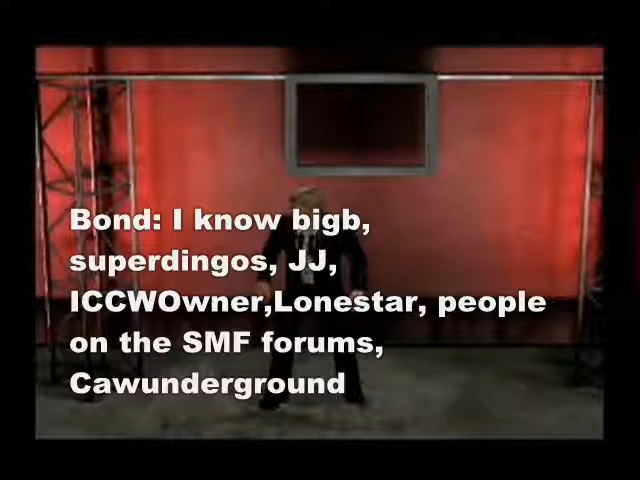 Bond: I know bigb,
superdingos, JJ,
ICCWOwner,Lonestar, people
on the SMF forums,
Cawunderground